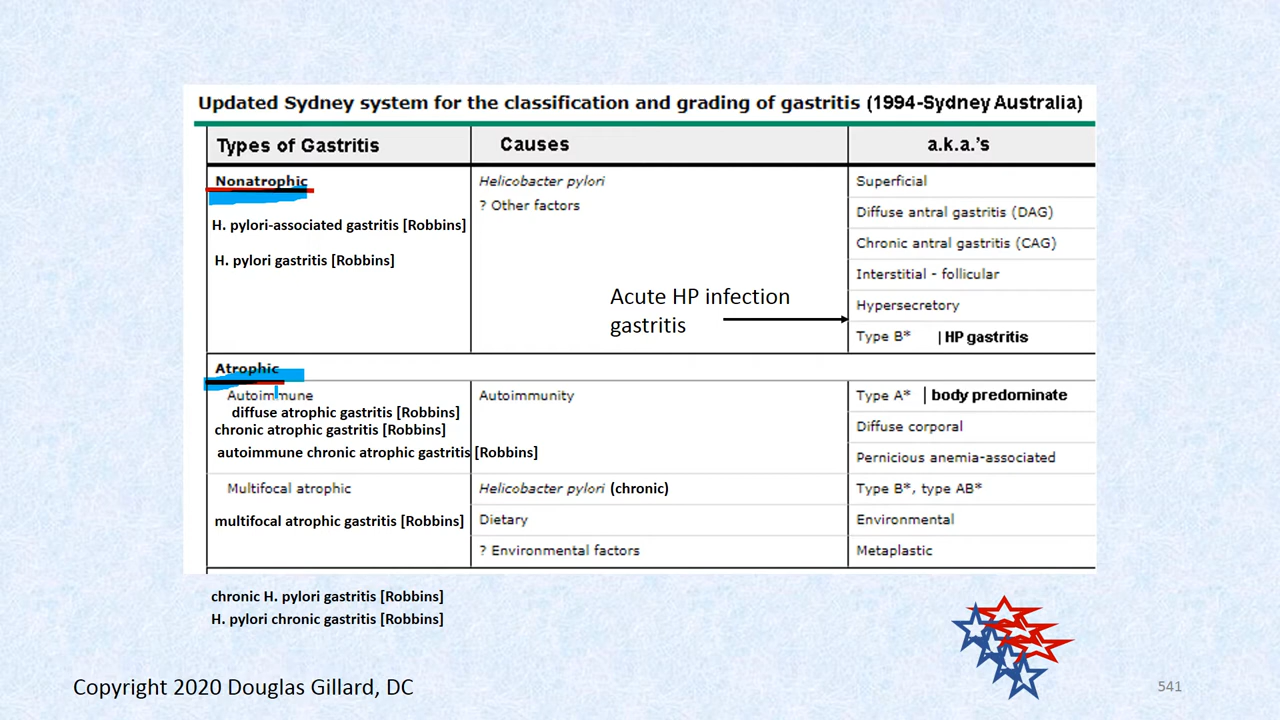 Updated Sydney system for the classification and grading of gastritis (1994-Sydney Australia)
Types of Gastritis
Causes
a.k.a.'s
Nonatrophic
H. pylori-associated gastritis [Robbins]
H. pylori gastritis [Robbins]
Helicobacter pylori
? Other factors
Acute HP infection
gastritis
Superficial
Diffuse antral gastritis (DAG)
Chronic antral gastritis (CAG)
Interstitial - follicular
Hypersecretory
Type B* | HP gastritis
Atrophic
Autoimmune
diffuse atrophic gastritis [Robbins]
chronic atrophic gastritis [Robbins]
autoimmune chronic atrophic gastritis [Robbins]
Autoimmunity
Type A* | body predominate
Diffuse corporal
Pernicious anemia-associated
Multifocal atrophic
multifocal atrophic gastritis [Robbins]
Helicobacter pylori (chronic)
Dietary
? Environmental factors
Type B*, type AB*
Environmental
Metaplastic
chronic H. pylori gastritis [Robbins]
H. pylori chronic gastritis [Robbins]
Copyright 2020 Douglas Gillard, DC
541